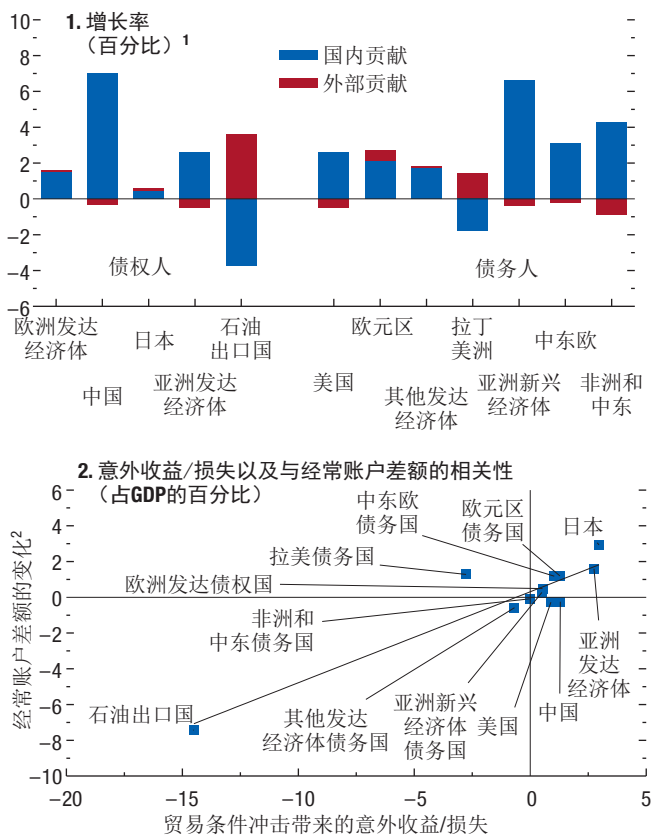 1. 增长率
（百分比）1
国内贡献
外部贡献
10
8
6
4
2
0
−2
−4
−6
债权人
债务人
欧洲发达
经济体
中国
日本
亚洲发达
经济体
石油
出口国
美国
欧元区
其他发达
经济体
拉丁
美洲
亚洲新兴
经济体
中东欧
非洲和
中东
2. 意外收益/损失以及与经常账户差额的相关性
（占GDP的百分比）
经常账户差额的变化2
6
4
2
0
−2
−4
−6
−8
−10
中东欧
债务国
欧元区
债务国
日本
拉美债务国
欧洲发达债权国
非洲和
中东债务国
石油出口国
其他发达
经济体债务国
亚洲新兴
经济体
债务国
美国
中国
亚洲
发达
经济体
−20
−15
−10
−5
0
5
贸易条件冲击带来的意外收益/损失